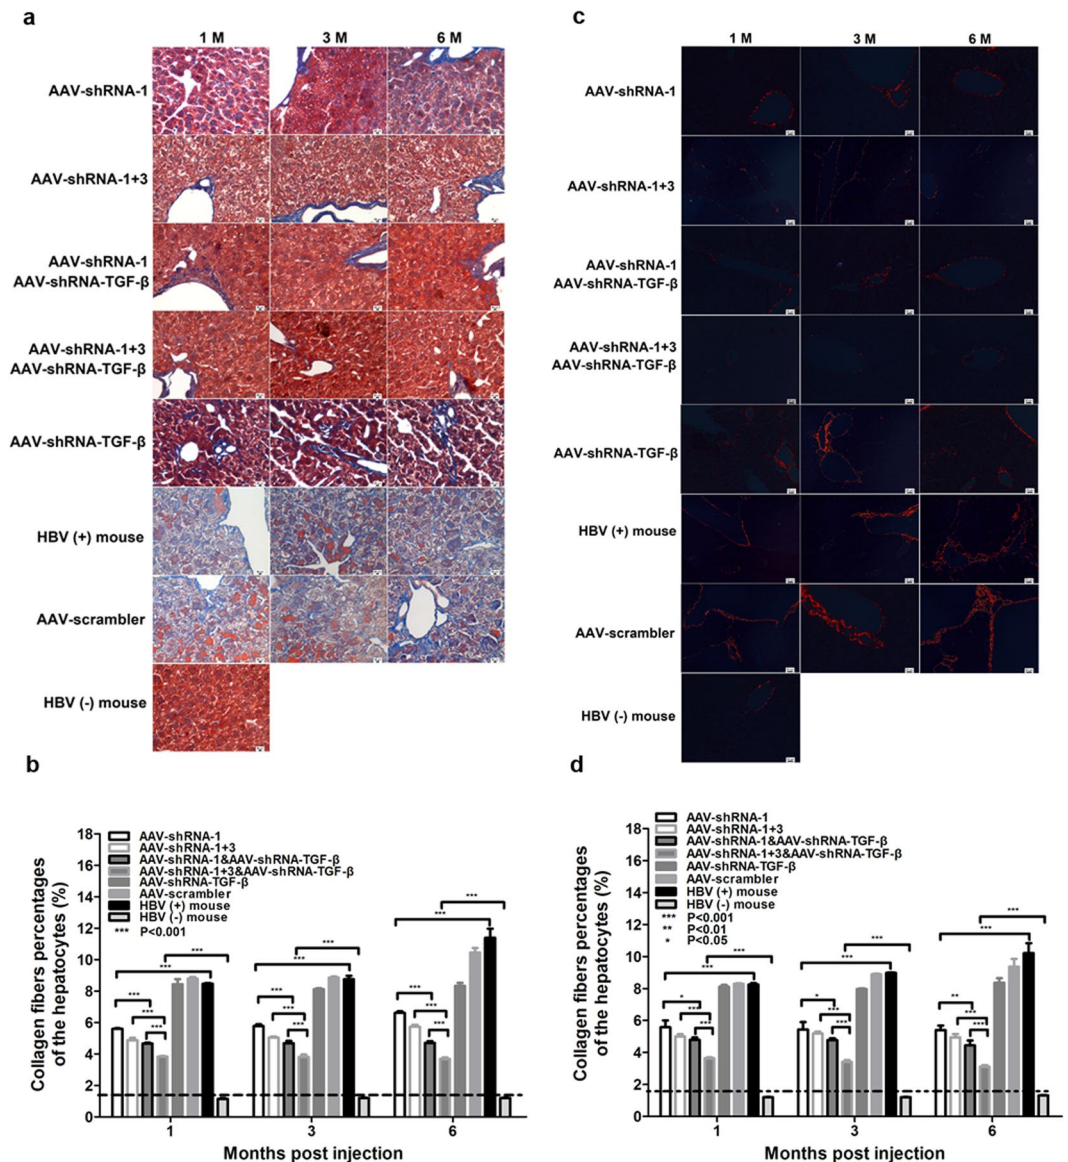 a
1 M 3 M 6 M
AAV-shRNA-1
AAV-shRNA-1+3
AAV-shRNA-1
AAV-shRNA-TGF-β
AAV-shRNA-1+3
AAV-shRNA-TGF-β
AAV-shRNA-TGF-β
HBV (+) mouse
AAV-scrambler
HBV (-) mouse
c
1 M 3 M 6 M
AAV-shRNA-1
AAV-shRNA-1+3
AAV-shRNA-1
AAV-shRNA-TGF-β
AAV-shRNA-1+3
AAV-shRNA-TGF-β
AAV-shRNA-TGF-β
HBV (+) mouse
AAV-scrambler
HBV (-) mouse
b
Collagen fibers percentages
of the hepatocytes (%)
18
16
14
12
10
8
6
4
2
0
AAV-shRNA-1
AAV-shRNA-1+3
AAV-shRNA-1&AAV-shRNA-TGF-β
AAV-shRNA-1+3&AAV-shRNA-TGF-β
AAV-shRNA-TGF-β
AAV-scrambler
HBV (+) mouse
HBV (-) mouse
*** P<0.001
*** *** *** *** ***
*** *** *** *** ***
*** *** *** *** ***
1 3 6
Months post injection
d
Collagen fibers percentages
of the hepatocytes (%)
18
16
14
12
10
8
6
4
2
0
AAV-shRNA-1
AAV-shRNA-1+3
AAV-shRNA-1&AAV-shRNA-TGF-β
AAV-shRNA-1+3&AAV-shRNA-TGF-β
AAV-shRNA-TGF-β
AAV-scrambler
HBV (+) mouse
HBV (-) mouse
*** P<0.001
** P<0.01
* P<0.05
*** *** * *** ***
*** *** * *** ***
*** *** ** *** ***
1 3 6
Months post injection